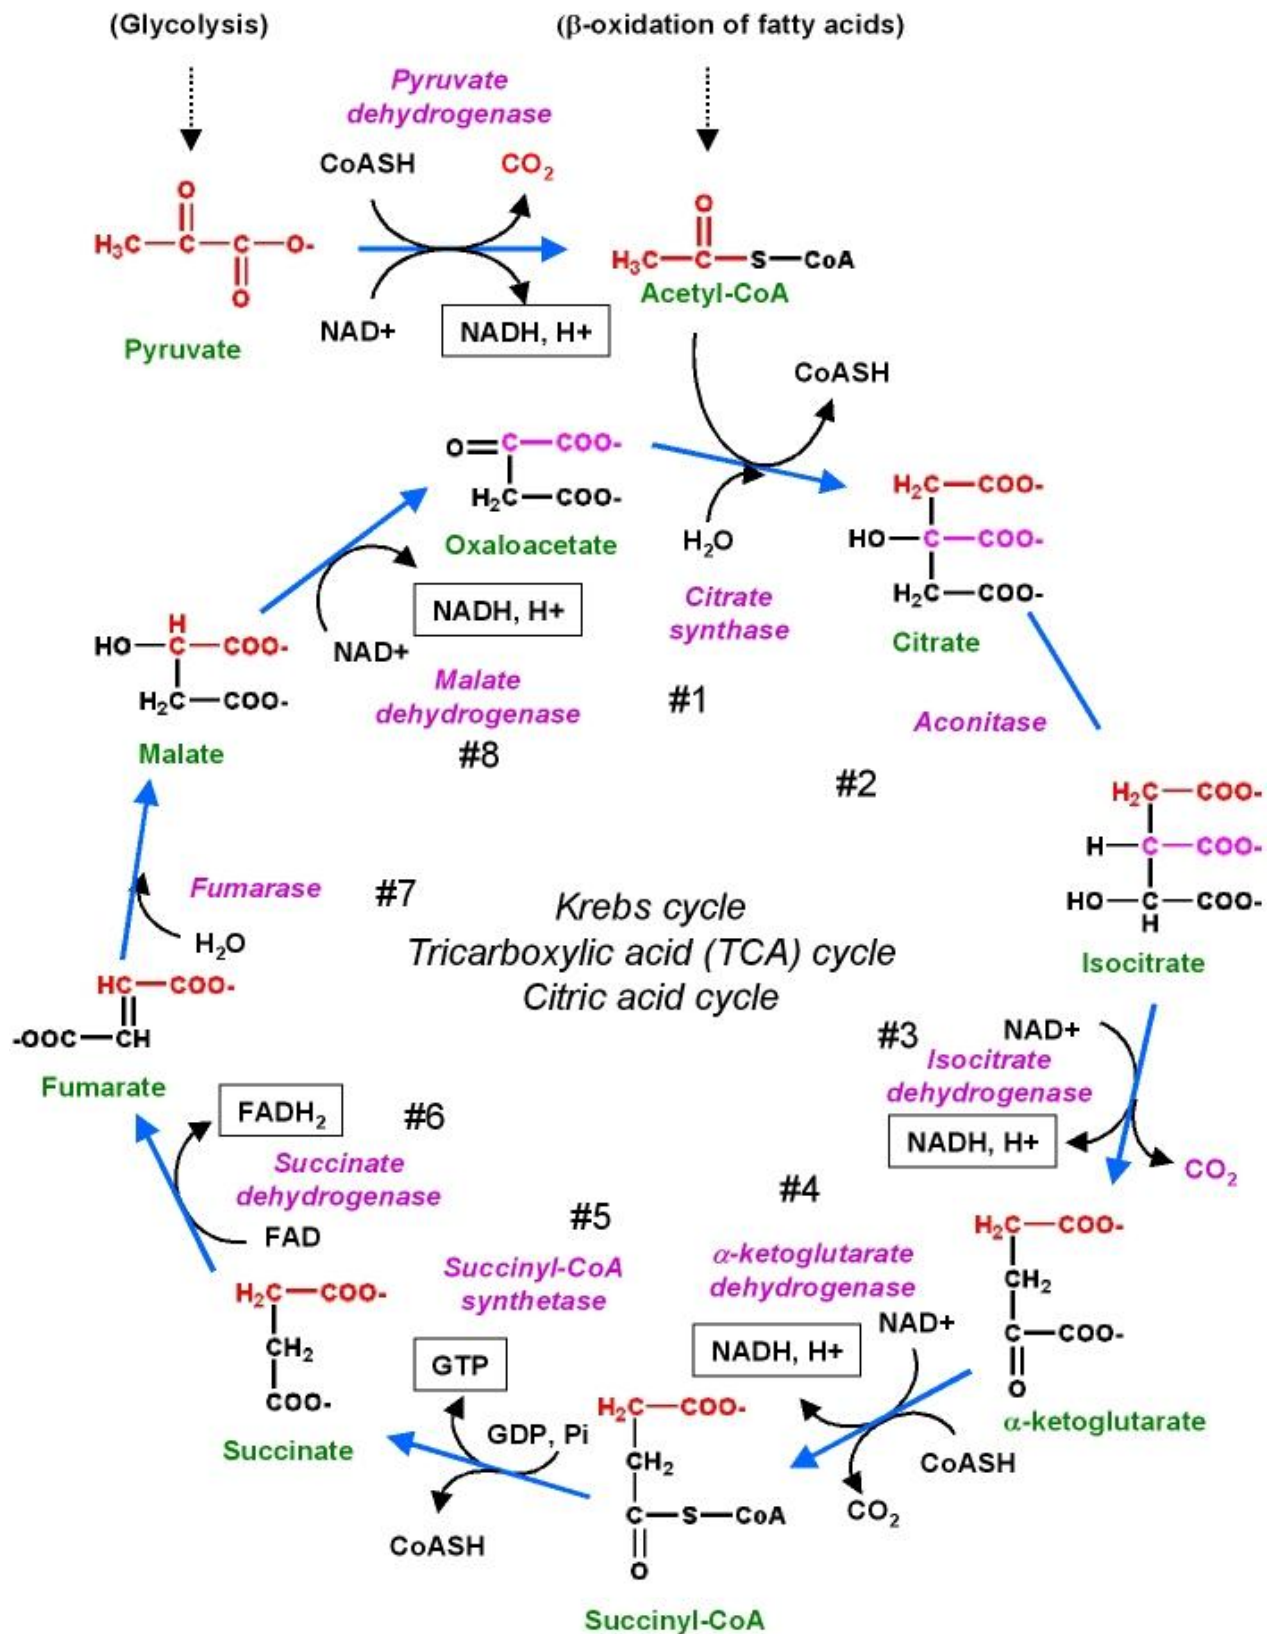 (Glycolysis)
(β-oxidation of fatty acids)
Pyruvate
dehydrogenase
CoASH
CO₂
O
H₃C—C—C—O-
O
Pyruvate
NAD+
NADH, H+
O
H₃C—C—S—CoA
Acetyl-CoA
CoASH
O=C—COO-
H₂C—COO-
Oxaloacetate
H₂O
Citrate
synthase
#1
H₂C—COO-
HO—C—COO-
H₂C—COO-
Citrate
Aconitase
#2
H₂C—COO-
H—C—COO-
HO—C—COO-
H
Isocitrate
#3
NAD+
Isocitrate
dehydrogenase
NADH, H+
CO₂
H₂C—COO-
CH₂
C—COO-
O
α-ketoglutarate
#4
α-ketoglutarate
dehydrogenase
NAD+
NADH, H+
CoASH
CO₂
H₂C—COO-
CH₂
C—S—CoA
O
Succinyl-CoA
#5
Succinyl-CoA
synthetase
GTP
GDP, Pi
CoASH
H₂C—COO-
CH₂
COO-
Succinate
#6
FADH₂
Succinate
dehydrogenase
FAD
HC—COO-
-OOC—CH
Fumarate
#7
Fumarase
H₂O
H
HO—C—COO-
H₂C—COO-
Malate
NADH, H+
NAD+
Malate
dehydrogenase
#8
Krebs cycle
Tricarboxylic acid (TCA) cycle
Citric acid cycle